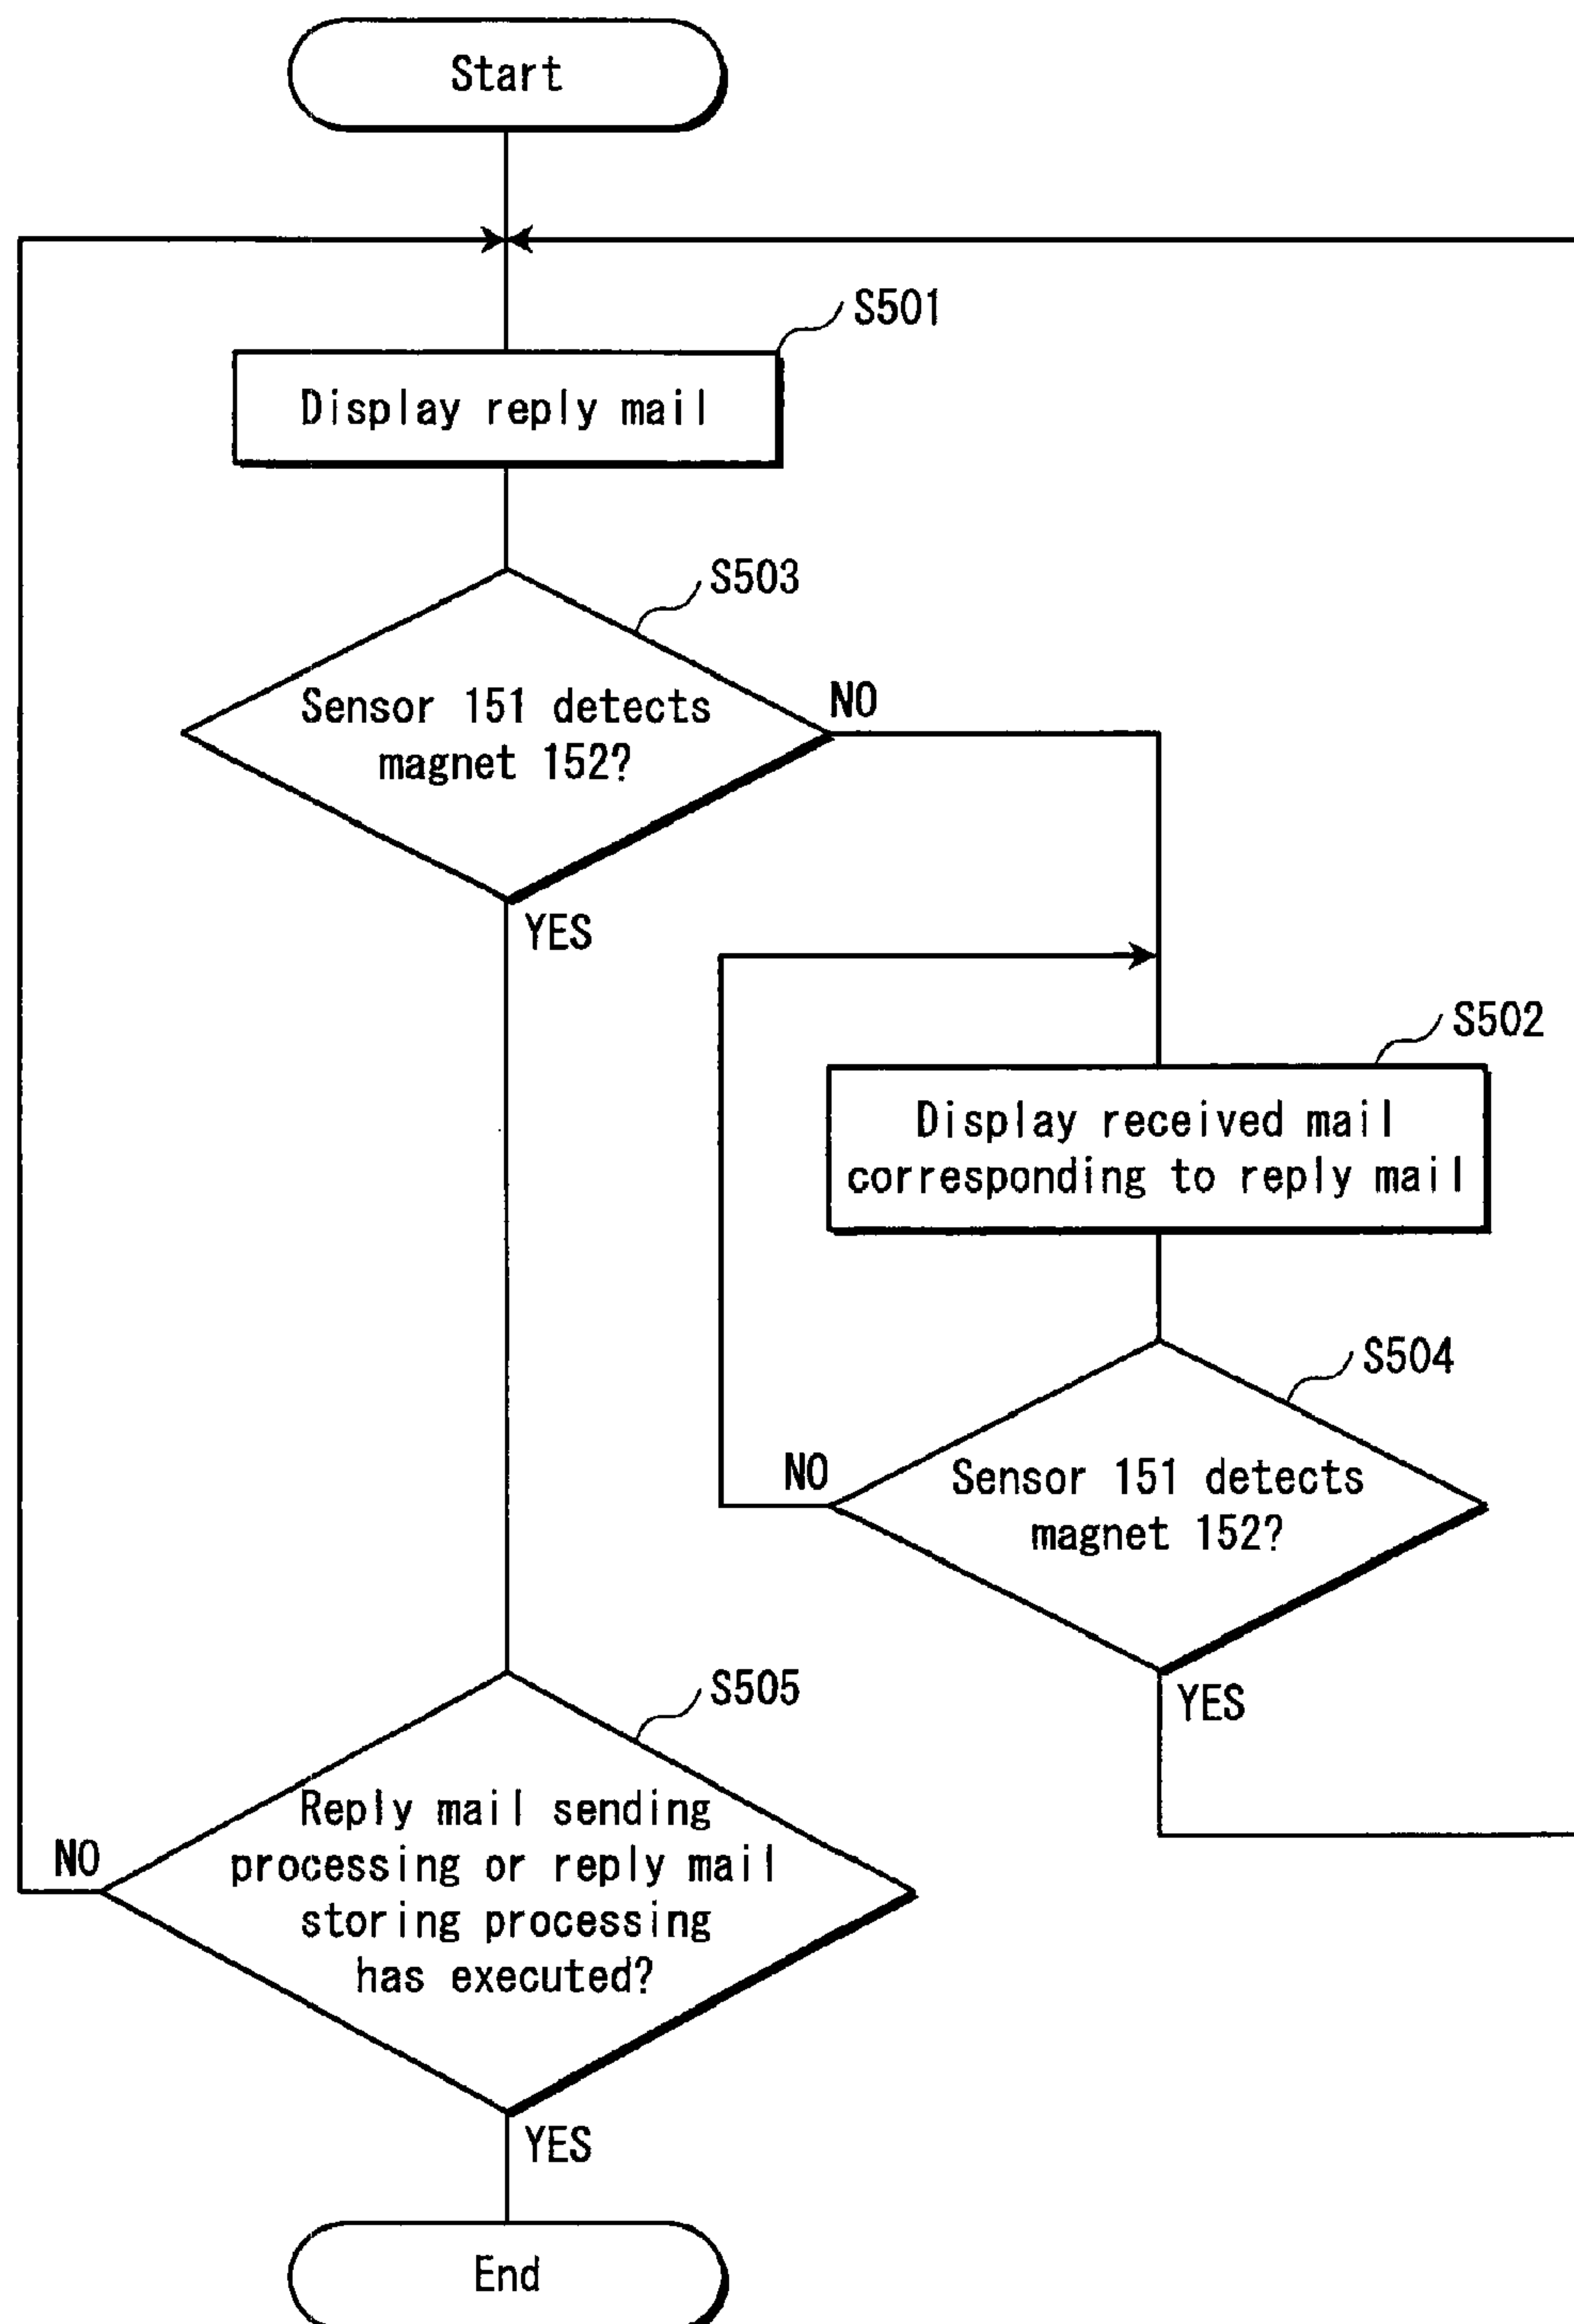 Start
S501
Display reply mail
S503
Sensor 151 detects
magnet 152?
NO
YES
S502
Display received mail
corresponding to reply mail
S504
Sensor 151 detects
magnet 152?
NO
YES
S505
Reply mail sending
processing or reply mail
storing processing
has executed?
NO
YES
End